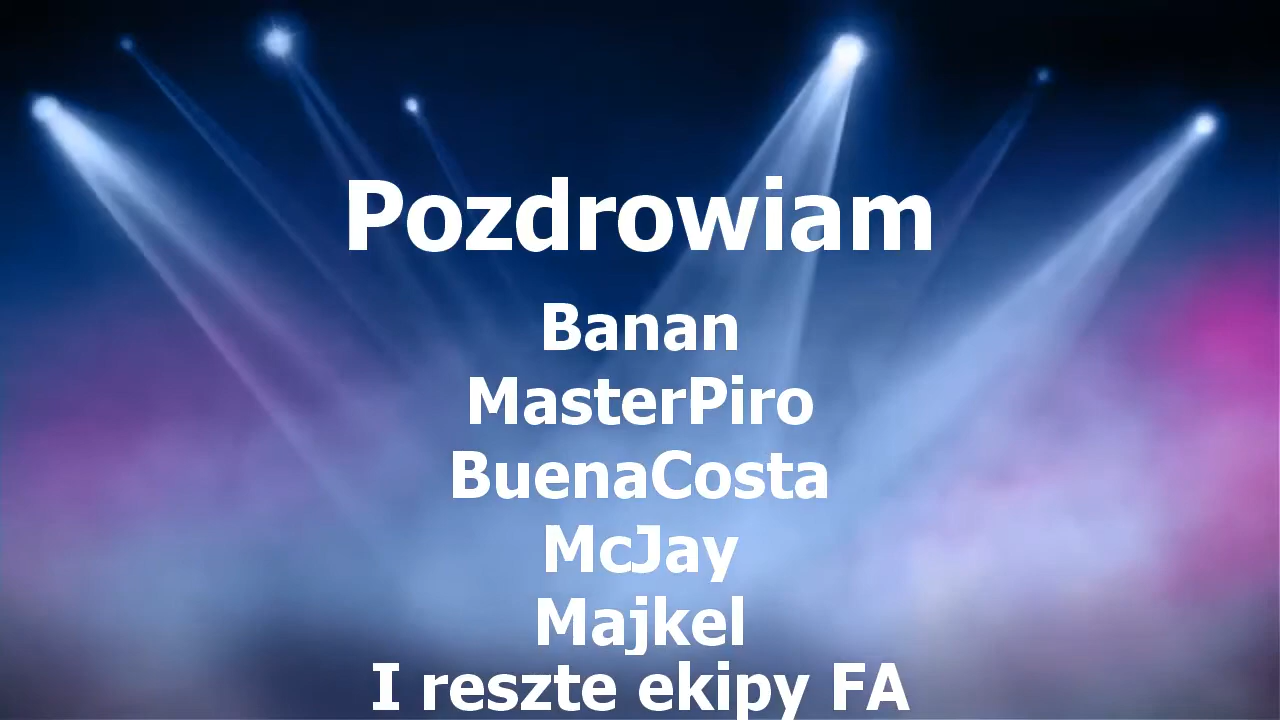 Pozdrowiam
Banan
MasterPiro
BuenaCosta
McJay
Majkel
I reszte ekipy FA